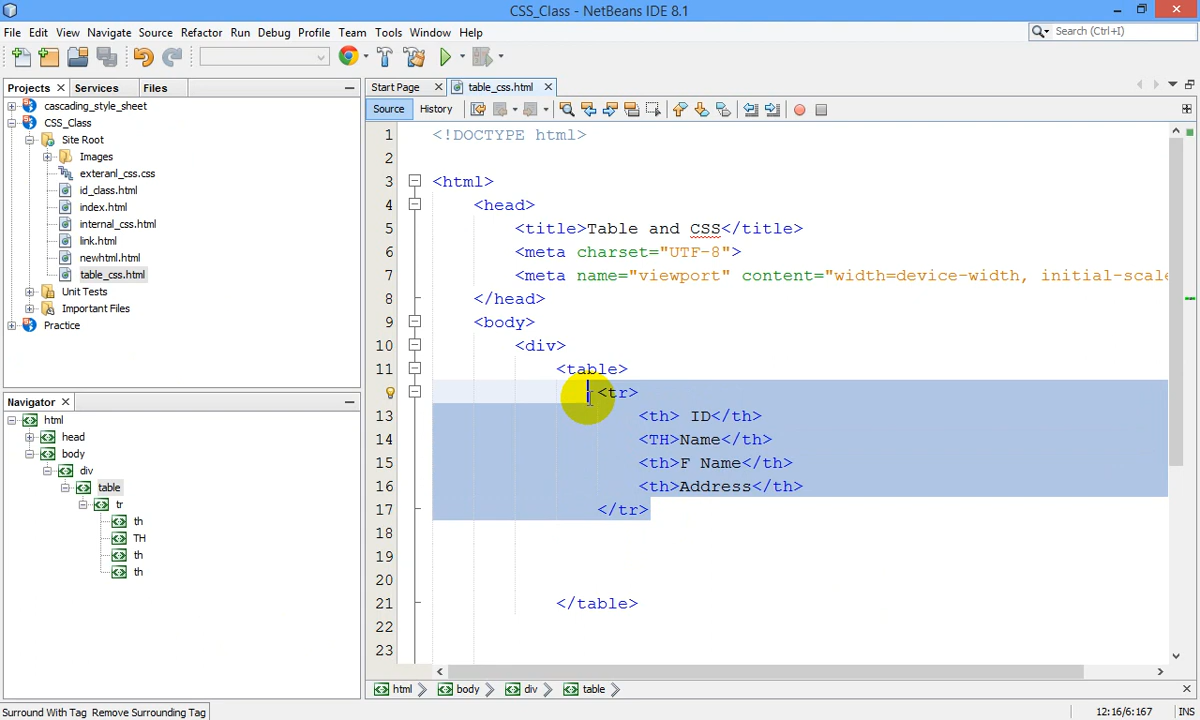 CSS_Class - NetBeans IDE 8.1
File Edit View Navigate Source Refactor Run Debug Profile Team Tools Window Help
Search (Ctrl+I)
Projects Services Files
Start Page table_css.html
Source History
cascading_style_sheet
CSS_Class
Site Root
Images
exteranl_css.css
id_class.html
index.html
internal_css.html
link.html
newhtml.html
table_css.html
Unit Tests
Important Files
Practice
Navigator
html
head
body
div
table
tr
th
TH
th
th
1 <!DOCTYPE html>
2
3 <html>
4 <head>
5 <title>Table and CSS</title>
6 <meta charset="UTF-8">
7 <meta name="viewport" content="width=device-width, initial-scale
8 </head>
9 <body>
10 <div>
11 <table>
<tr>
13 <th> ID</th>
14 <TH>Name</th>
15 <th>F Name</th>
16 <th>Address</th>
17 </tr>
18
19
20
21 </table>
22
23
html body div table
Surround With Tag Remove Surrounding Tag
12:16/6:167 INS